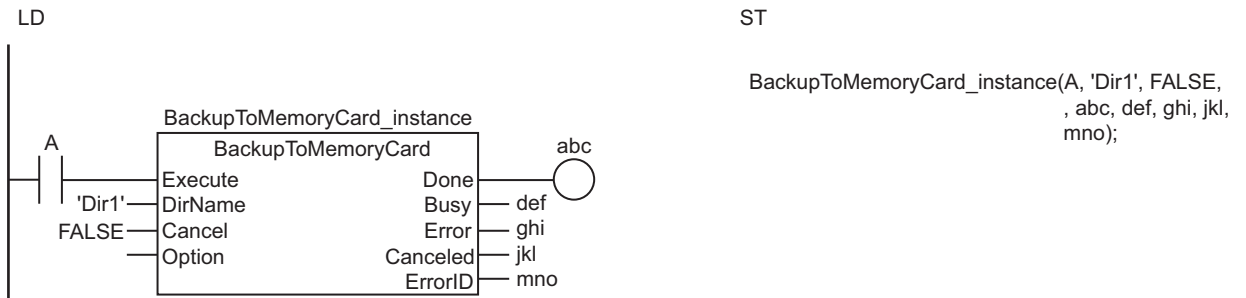 LD
ST
BackupToMemoryCard_instance(A, 'Dir1', FALSE,
, abc, def, ghi, jkl,
mno);
BackupToMemoryCard_instance
BackupToMemoryCard
A
abc
Execute
Done
'Dir1'
DirName
Busy
def
FALSE
Cancel
Error
ghi
Option
Canceled
jkl
ErrorID
mno